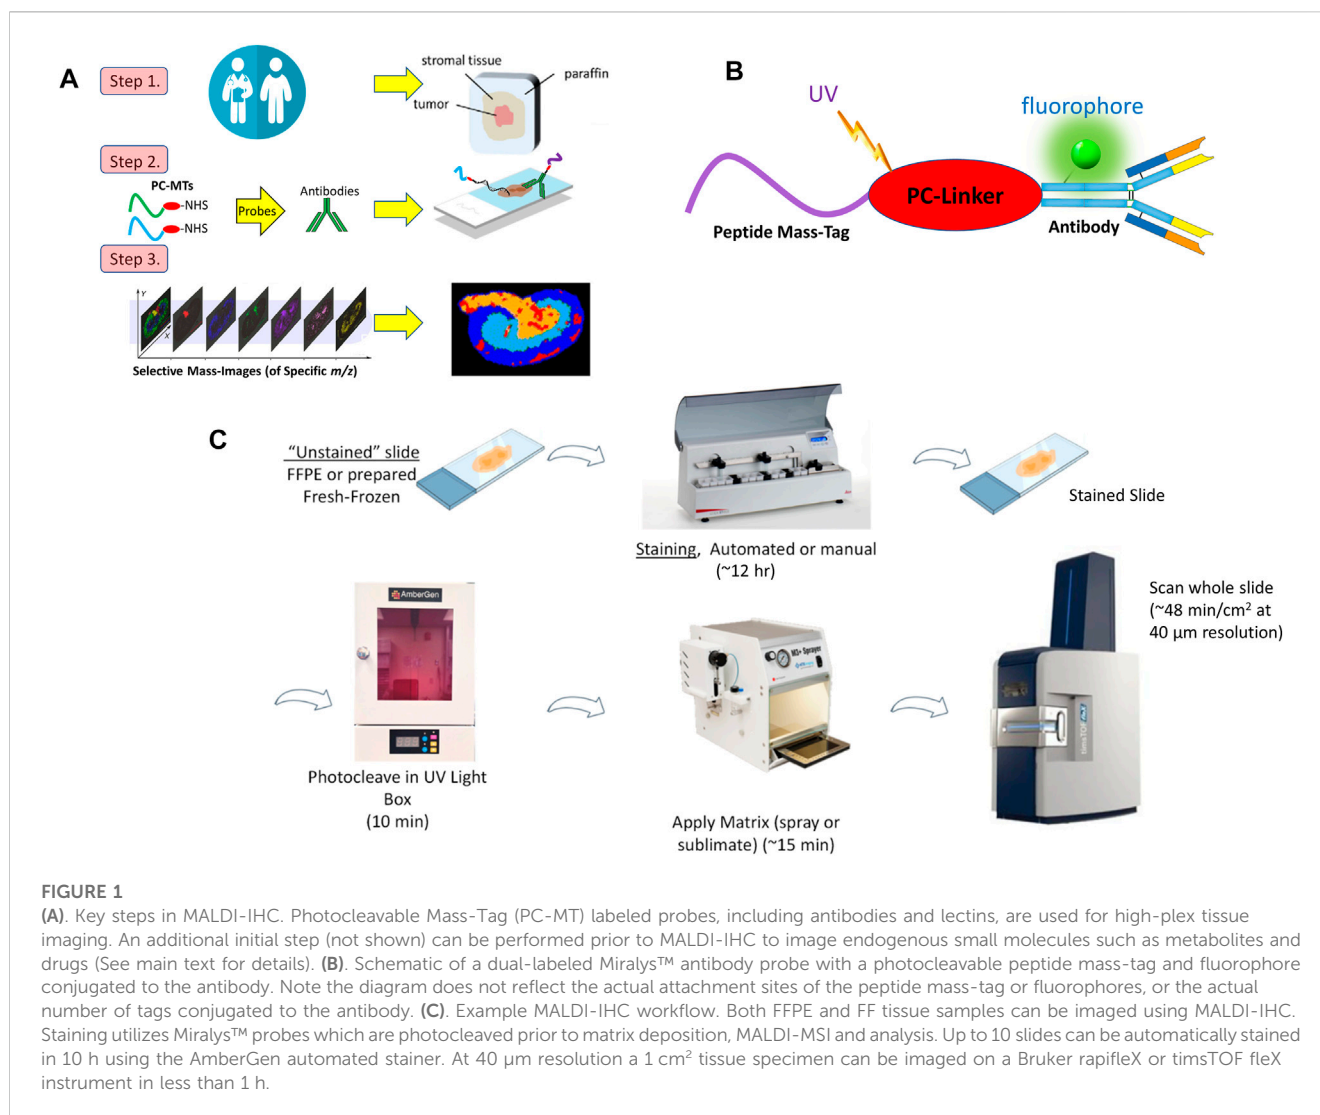 A
Step 1.
stromal tissue
paraffin
tumor
Step 2.
PC-MTs
-NHS
-NHS
Probes
Antibodies
Step 3.
Y
X
Selective Mass-Images (of Specific m/z)
B
UV
fluorophore
PC-Linker
Peptide Mass-Tag
Antibody
C
"Unstained" slide
FFPE or prepared
Fresh-Frozen
Staining, Automated or manual
(~12 hr)
Stained Slide
AmberGen
Photocleave in UV Light
Box
(10 min)
M3+ Sprayer
Apply Matrix (spray or
sublimate) (~15 min)
Scan whole slide
(~48 min/cm² at
40 µm resolution)
timsTOF fleX
FIGURE 1
(A). Key steps in MALDI-IHC. Photocleavable Mass-Tag (PC-MT) labeled probes, including antibodies and lectins, are used for high-plex tissue
imaging. An additional initial step (not shown) can be performed prior to MALDI-IHC to image endogenous small molecules such as metabolites and
drugs (See main text for details). (B). Schematic of a dual-labeled Miralys™ antibody probe with a photocleavable peptide mass-tag and fluorophore
conjugated to the antibody. Note the diagram does not reflect the actual attachment sites of the peptide mass-tag or fluorophores, or the actual
number of tags conjugated to the antibody. (C). Example MALDI-IHC workflow. Both FFPE and FF tissue samples can be imaged using MALDI-IHC.
Staining utilizes Miralys™ probes which are photocleaved prior to matrix deposition, MALDI-MSI and analysis. Up to 10 slides can be automatically stained
in 10 h using the AmberGen automated stainer. At 40 µm resolution a 1 cm² tissue specimen can be imaged on a Bruker rapifleX or timsTOF fleX
instrument in less than 1 h.